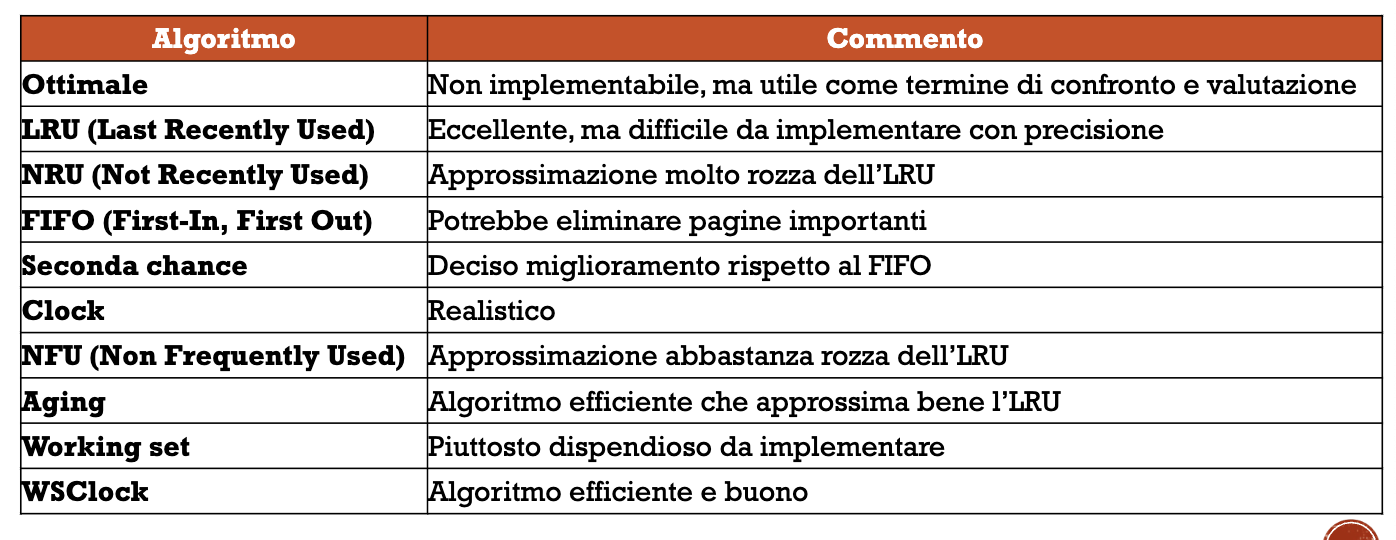 Algoritmo Commento
Ottimale Non implementabile, ma utile come termine di confronto e valutazione
LRU (Last Recently Used) Eccellente, ma difficile da implementare con precisione
NRU (Not Recently Used) Approssimazione molto rozza dell’LRU
FIFO (First-In, First Out) Potrebbe eliminare pagine importanti
Seconda chance Deciso miglioramento rispetto al FIFO
Clock Realistico
NFU (Non Frequently Used) Approssimazione abbastanza rozza dell’LRU
Aging Algoritmo efficiente che approssima bene l’LRU
Working set Piuttosto dispendioso da implementare
WSClock Algoritmo efficiente e buono